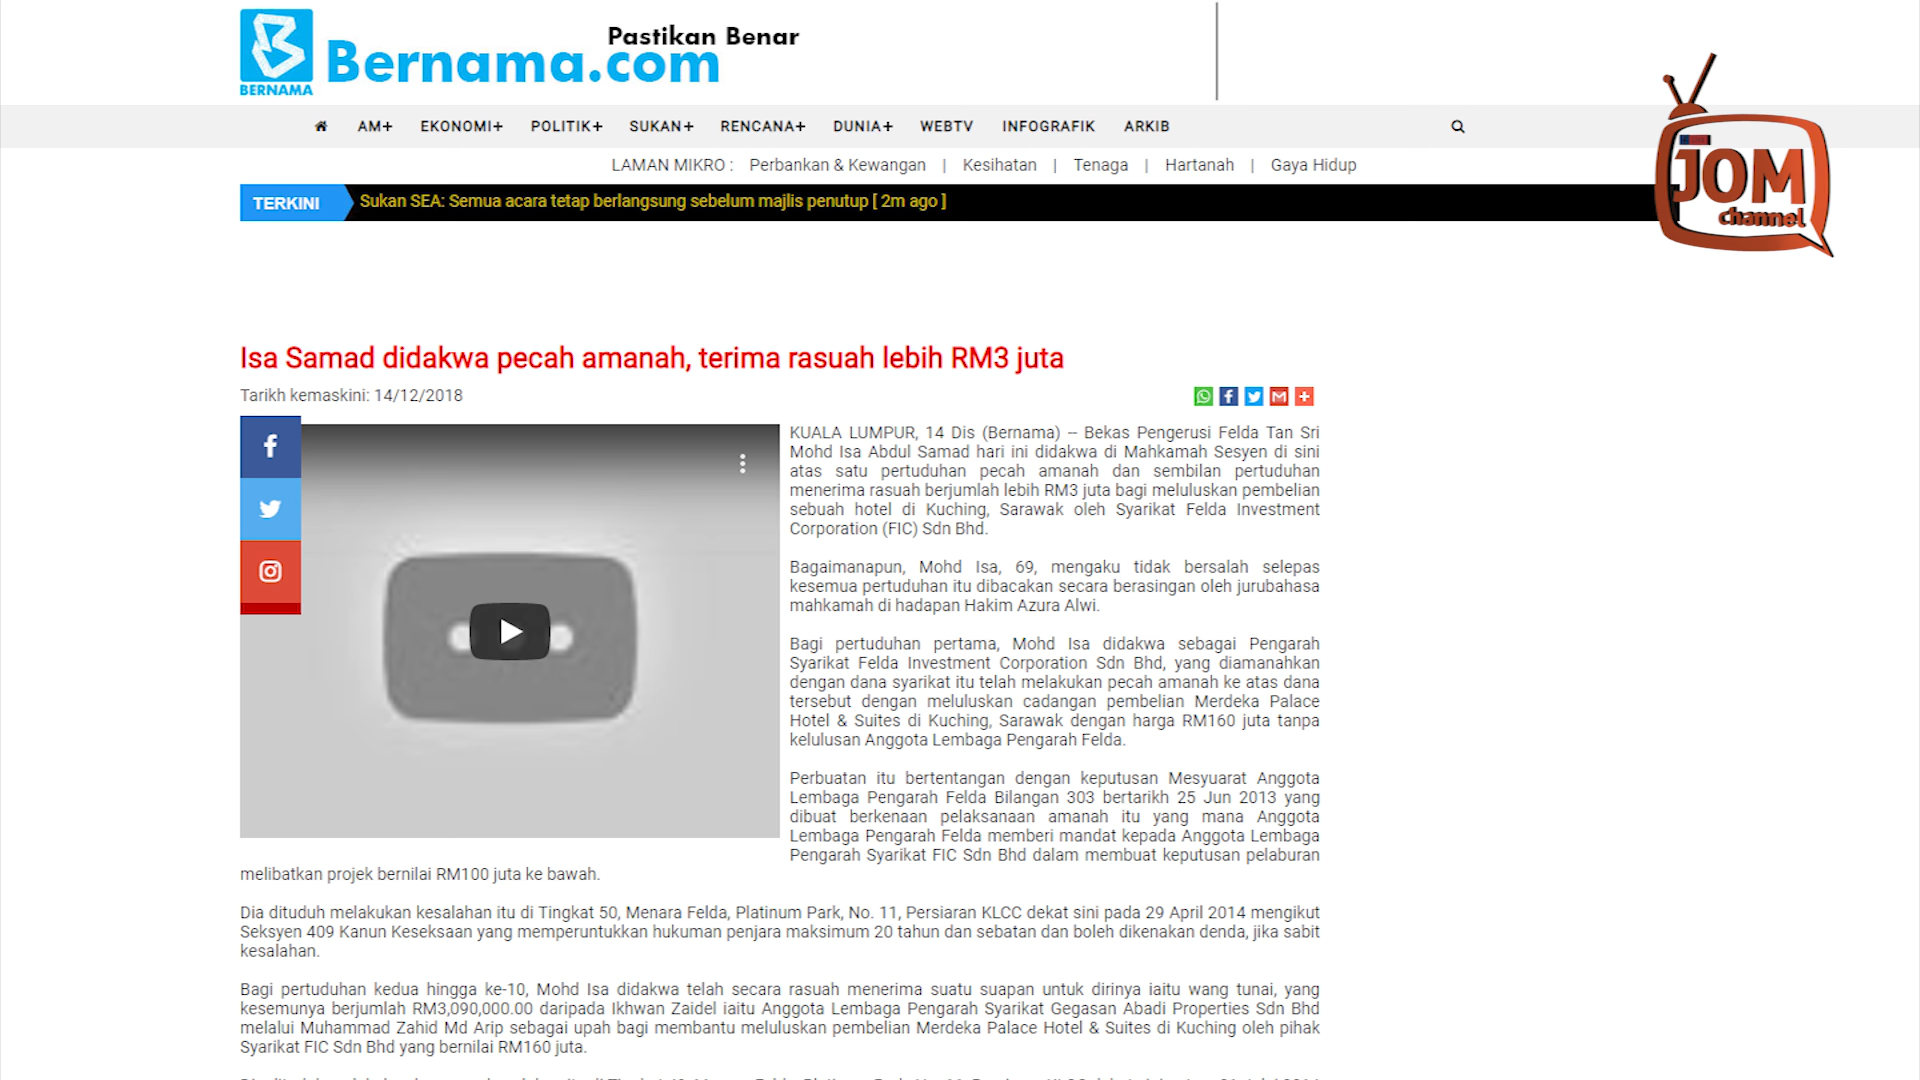 BERNAMA
Bernama.com
Pastikan Benar
AM+ EKONOMI+ POLITIK+ SUKAN+ RENCANA+ DUNIA+ WEBTV INFOGRAFIK ARKIB
LAMAN MIKRO : Perbankan & Kewangan | Kesihatan | Tenaga | Hartanah | Gaya Hidup
TERKINI Sukan SEA: Semua acara tetap berlangsung sebelum majlis penutup [ 2m ago ]
JOM
channel
Isa Samad didakwa pecah amanah, terima rasuah lebih RM3 juta
Tarikh kemaskini: 14/12/2018
KUALA LUMPUR, 14 Dis (Bernama) -- Bekas Pengerusi Felda Tan Sri
Mohd Isa Abdul Samad hari ini didakwa di Mahkamah Sesyen di sini
atas satu pertuduhan pecah amanah dan sembilan pertuduhan
menerima rasuah berjumlah lebih RM3 juta bagi meluluskan pembelian
sebuah hotel di Kuching, Sarawak oleh Syarikat Felda Investment
Corporation (FIC) Sdn Bhd.
Bagaimanapun, Mohd Isa, 69, mengaku tidak bersalah selepas
kesemua pertuduhan itu dibacakan secara berasingan oleh jurubahasa
mahkamah di hadapan Hakim Azura Alwi.
Bagi pertuduhan pertama, Mohd Isa didakwa sebagai Pengarah
Syarikat Felda Investment Corporation Sdn Bhd, yang diamanahkan
dengan dana syarikat itu telah melakukan pecah amanah ke atas dana
tersebut dengan meluluskan cadangan pembelian Merdeka Palace
Hotel & Suites di Kuching, Sarawak dengan harga RM160 juta tanpa
kelulusan Anggota Lembaga Pengarah Felda.
Perbuatan itu bertentangan dengan keputusan Mesyuarat Anggota
Lembaga Pengarah Felda Bilangan 303 bertarikh 25 Jun 2013 yang
dibuat berkenaan pelaksanaan amanah itu yang mana Anggota
Lembaga Pengarah Felda memberi mandat kepada Anggota Lembaga
Pengarah Syarikat FIC Sdn Bhd dalam membuat keputusan pelaburan
melibatkan projek bernilai RM100 juta ke bawah.
Dia dituduh melakukan kesalahan itu di Tingkat 50, Menara Felda, Platinum Park, No. 11, Persiaran KLCC dekat sini pada 29 April 2014 mengikut
Seksyen 409 Kanun Keseksaan yang memperuntukkan hukuman penjara maksimum 20 tahun dan sebatan dan boleh dikenakan denda, jika sabit
kesalahan.
Bagi pertuduhan kedua hingga ke-10, Mohd Isa didakwa telah secara rasuah menerima suatu suapan untuk dirinya iaitu wang tunai, yang
kesemunya berjumlah RM3,090,000.00 daripada Ikhwan Zaidel iaitu Anggota Lembaga Pengarah Syarikat Gegasan Abadi Properties Sdn Bhd
melalui Muhammad Zahid Md Arip sebagai upah bagi membantu meluluskan pembelian Merdeka Palace Hotel & Suites di Kuching oleh pihak
Syarikat FIC Sdn Bhd yang bernilai RM160 juta.